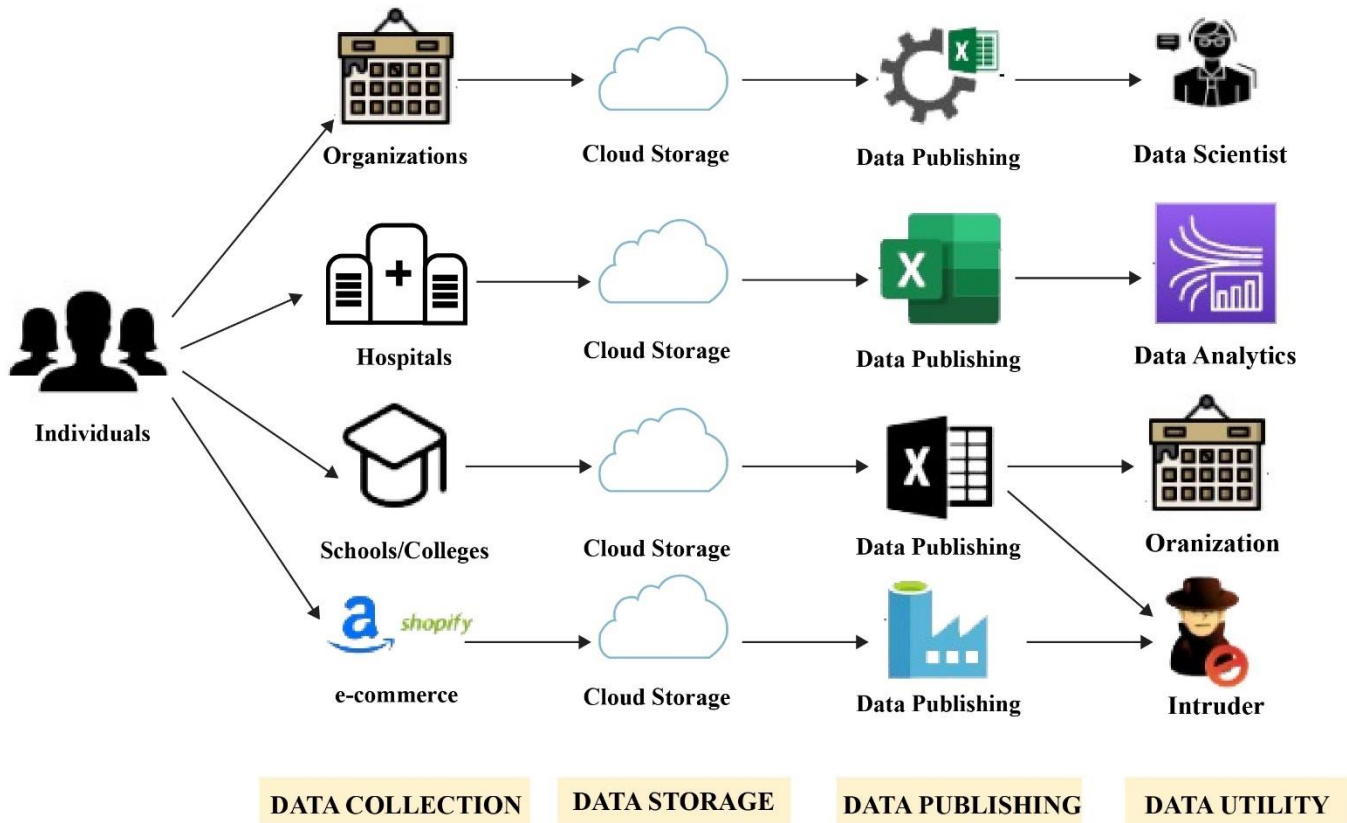 Organizations
Cloud Storage
Data Publishing
Data Scientist
Individuals
Hospitals
Cloud Storage
X
Data Publishing
Data Analytics
Schools/Colleges
Cloud Storage
X
Data Publishing
Oranization
a shopify
e-commerce
Cloud Storage
Data Publishing
Intruder
X
DATA COLLECTION
DATA STORAGE
DATA PUBLISHING
DATA UTILITY